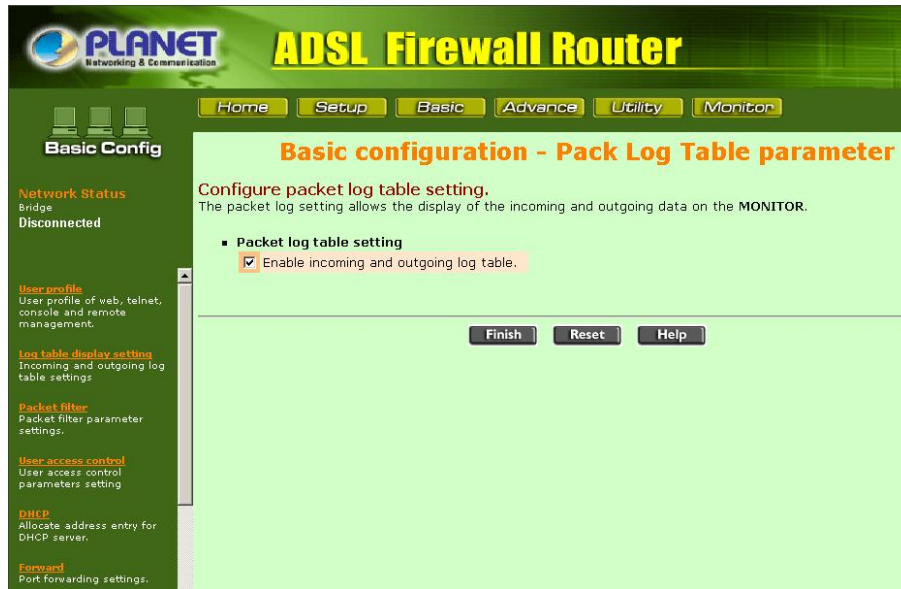 PLANET
Networking & Communication
ADSL Firewall Router
Home Setup Basic Advance Utility Monitor
Basic Config
Basic configuration - Pack Log Table parameter
Network Status
Bridge
Disconnected
Configure packet log table setting.
The packet log setting allows the display of the incoming and outgoing data on the MONITOR.
Packet log table setting
Enable incoming and outgoing log table.
Finish Reset Help
User profile
User profile of web, telnet,
console and remote
management.
Log table display setting
Incoming and outgoing log
table settings
Packet filter
Packet filter parameter
settings.
User access control
User access control
parameters setting
DHCP
Allocate address entry for
DHCP server.
Forward
Port forwarding settings.